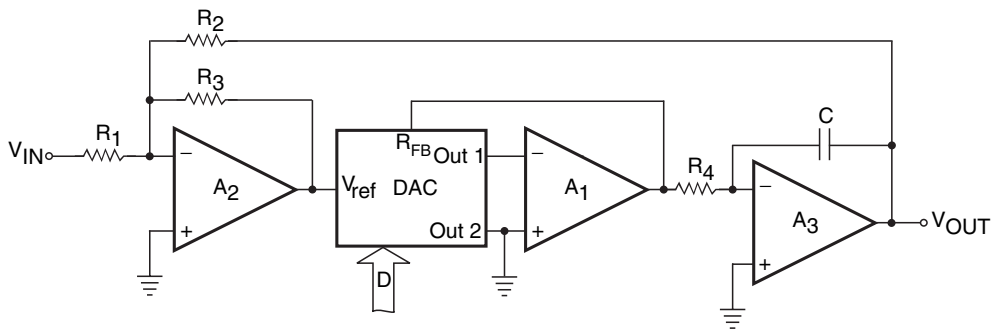 R2
R3
R1
VIN
−
+
A2
Vref
RFB
Out 1
DAC
Out 2
D
−
+
A1
R4
C
−
+
A3
VOUT